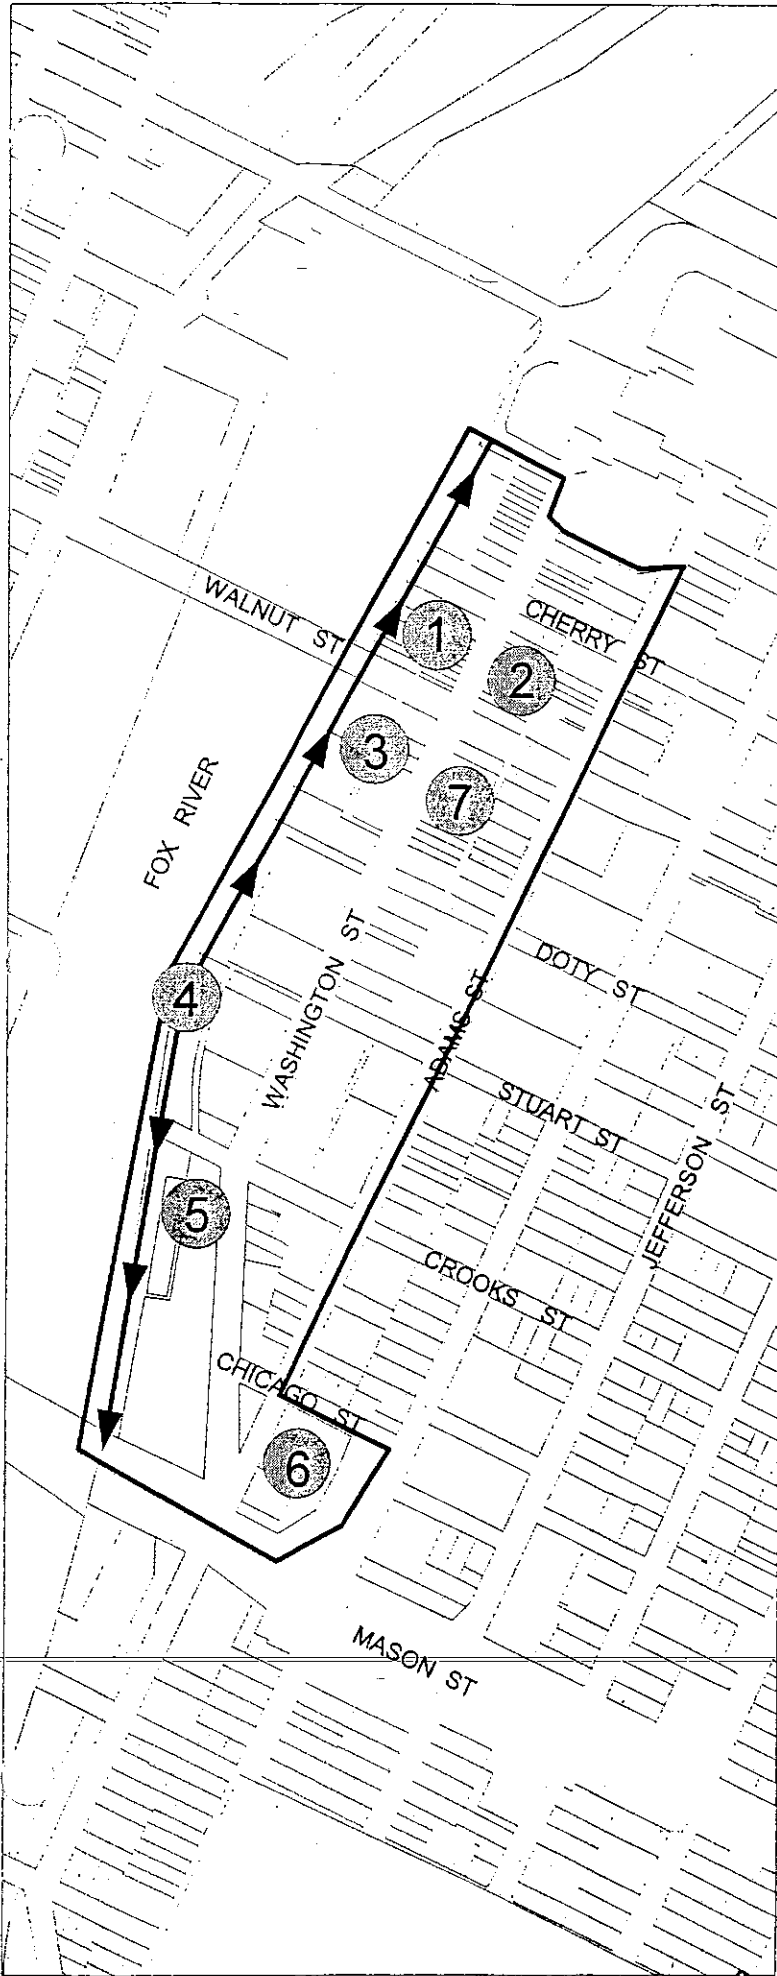 CHERRY ST
WALNUT ST
1
2
3
7
FOX RIVER
WASHINGTON ST
DOTY ST
ADAMS ST
4
STUART ST
JEFFERSON ST
5
CROOKS ST
CHICAGO ST
6
MASON ST